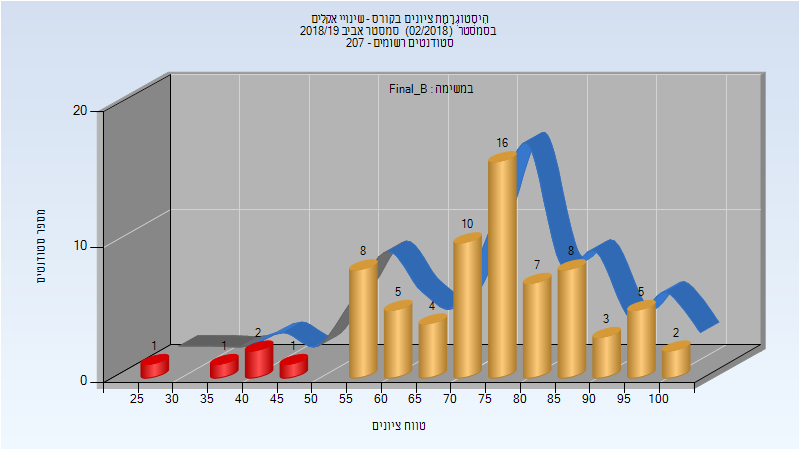 היסטוגרמת ציונים בקורס - שינויי אקלים
בסמסטר (02/2018) סמסטר אביב 2018/19
סטודנטים רשומים - 207
במשימה : Final_B
מספר סטודנטים
20
10
0
1 1 2 1 8 5 4 10 16 7 8 3 5 2
25 30 35 40 45 50 55 60 65 70 75 80 85 90 95 100
טווח ציונים